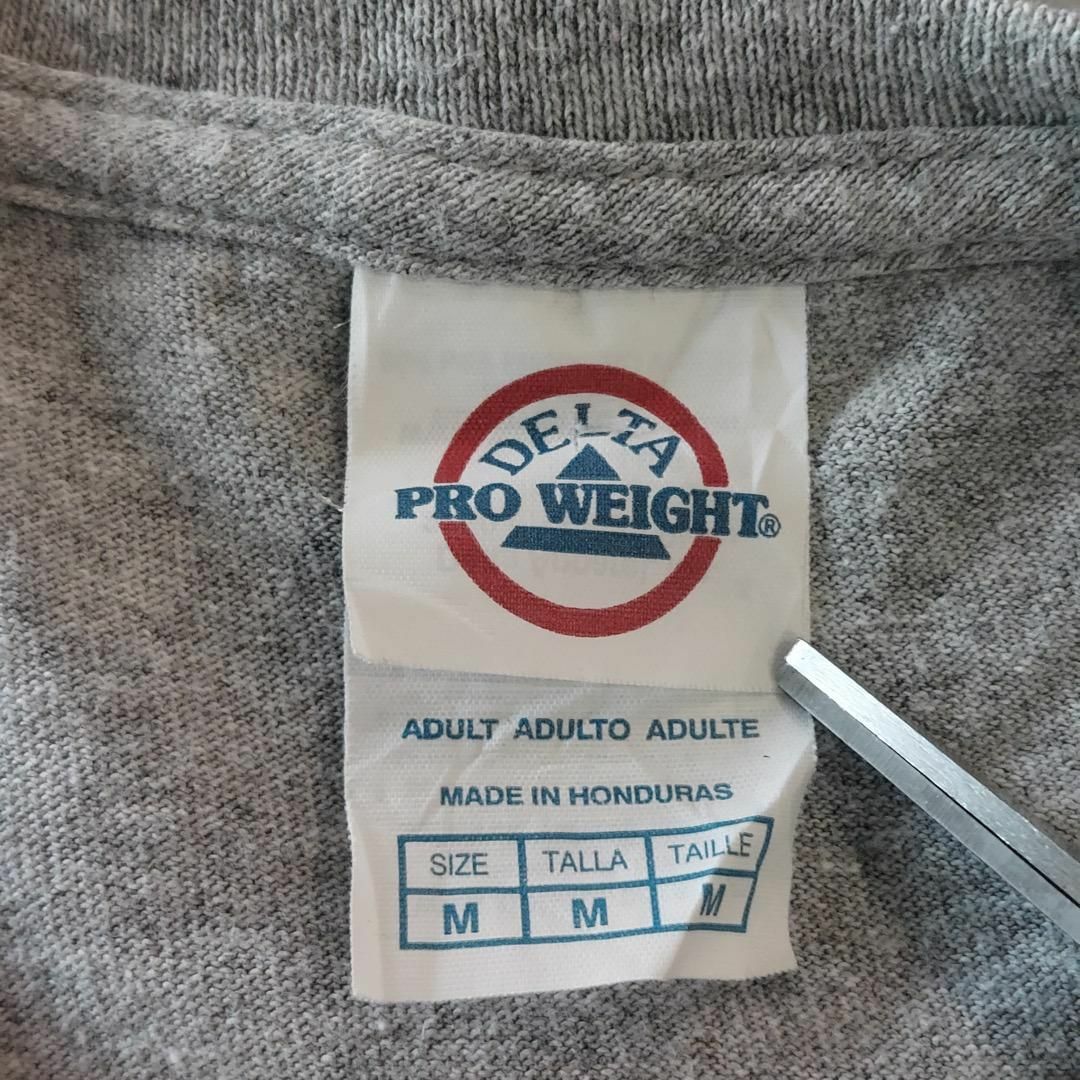 DELTA
PRO WEIGHT®
ADULT ADULTO ADULTE
MADE IN HONDURAS
SIZE TALLA TAILLE
M M M